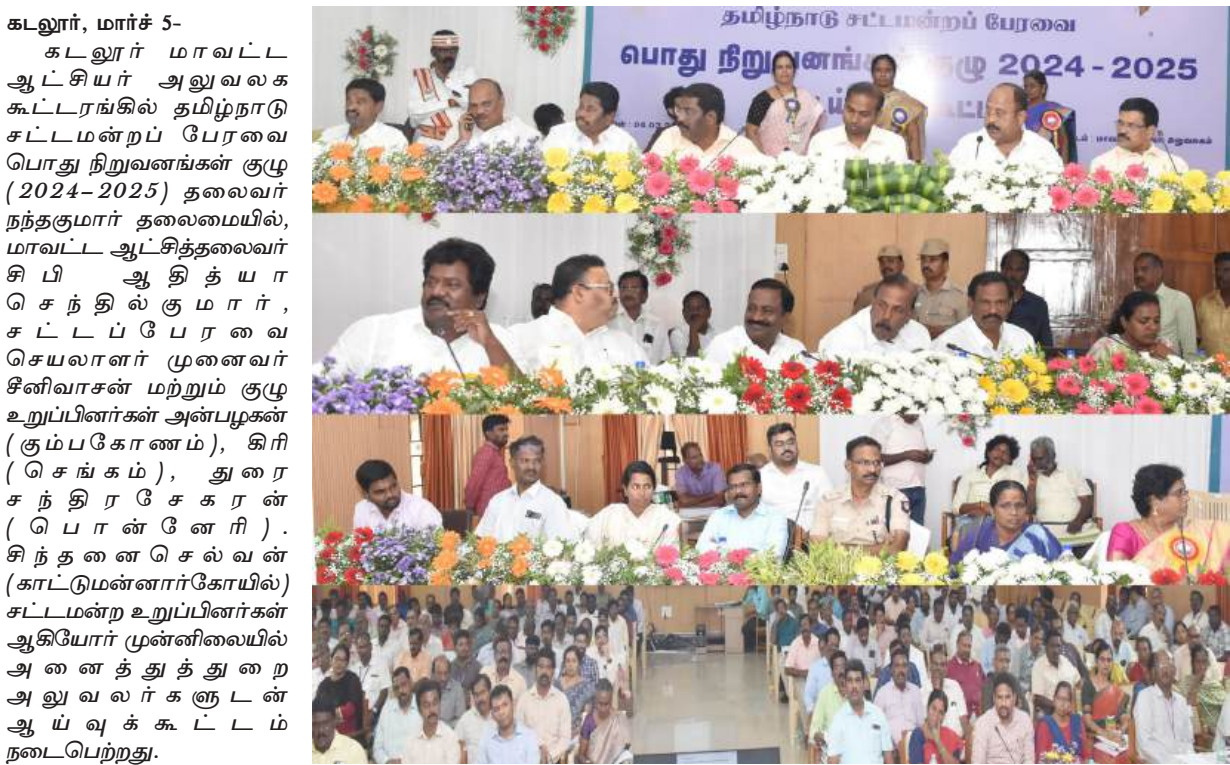 கடலூர், மார்ச் 5-
கடலூர் மாவட்ட
ஆட்சியர் அலுவலக
கூட்டரங்கில் தமிழ்நாடு
சட்டமன்றப் பேரவை
பொது நிறுவனங்கள் குழு
(2024-2025) தலைவர்
நந்தகுமார் தலைமையில்,
மாவட்ட ஆட்சித்தலைவர்
சி பி ஆதித்யா
செந்தில்குமார்,
சட்டப்பேரவை
செயலாளர் முனைவர்
சீனிவாசன் மற்றும் குழு
உறுப்பினர்கள் அன்பழகன்
(கும்பகோணம்), கிரி
(செங்கம்), துரை
சந்திரசேகரன்
(பொன்னேரி).
சிந்தனைசெல்வன்
(காட்டுமன்னார்கோயில்)
சட்டமன்ற உறுப்பினர்கள்
ஆகியோர் முன்னிலையில்
அனைத்துத்துறை
அலுவலர்களுடன்
ஆய்வுக்கூட்டம்
நடைபெற்றது.
தமிழ்நாடு சட்டமன்றப் பேரவை
பொது நிறுவனங்கள் குழு 2024 - 2025